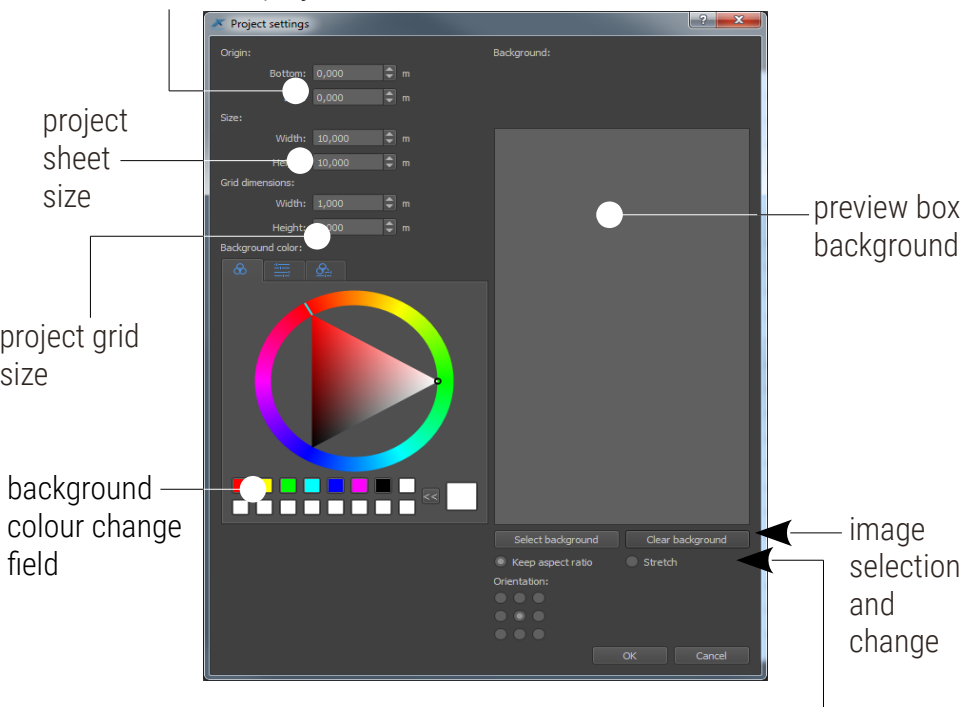 Project settings
?
X
Origin:
Background:
Bottom: 0,000 m
0,000 m
Size:
Width: 10,000 m
10,000 m
Grid dimensions:
Width: 1,000 m
Height: 000 m
Background color:
<<
Select background
Clear background
Keep aspect ratio
Stretch
Orientation:
OK
Cancel
project
sheet
size
project grid
size
background
colour change
field
preview box
background
image
selection
and
change